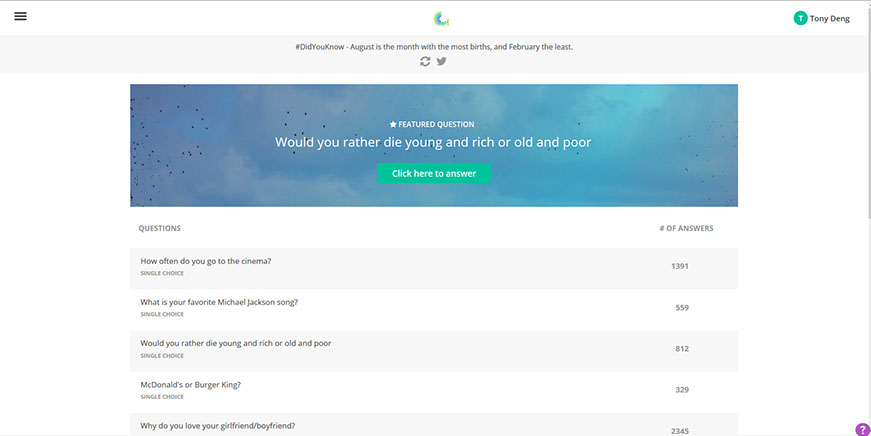 T Tony Deng
#DidYouKnow - August is the month with the most births, and February the least.
FEATURED QUESTION
Would you rather die young and rich or old and poor
Click here to answer
QUESTIONS # OF ANSWERS
How often do you go to the cinema?
SINGLE CHOICE
1391
What is your favorite Michael Jackson song?
SINGLE CHOICE
559
Would you rather die young and rich or old and poor
SINGLE CHOICE
812
McDonald's or Burger King?
SINGLE CHOICE
329
Why do you love your girlfriend/boyfriend?
2345
?